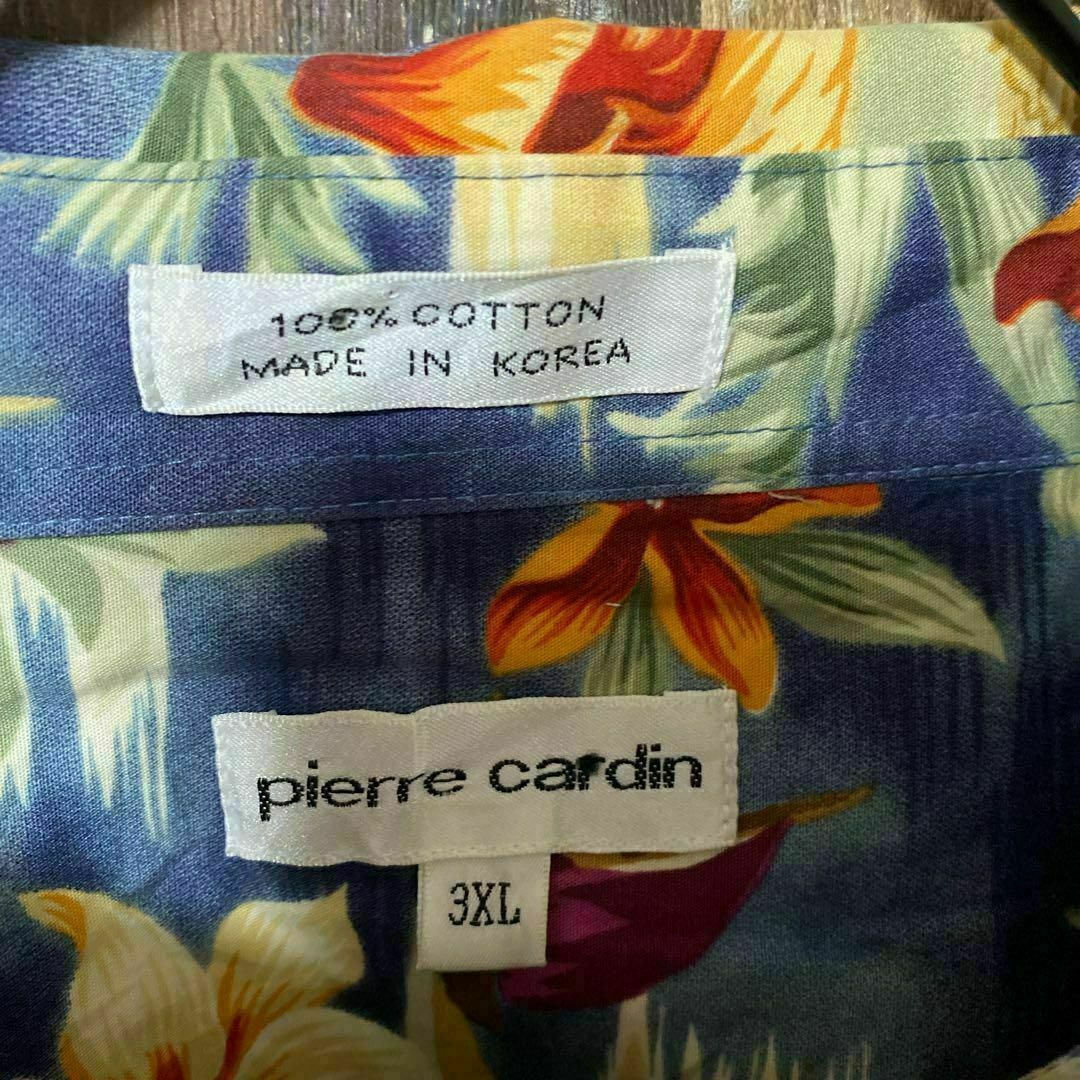 100% COTTON
MADE IN KOREA
pierre cardin
3XL